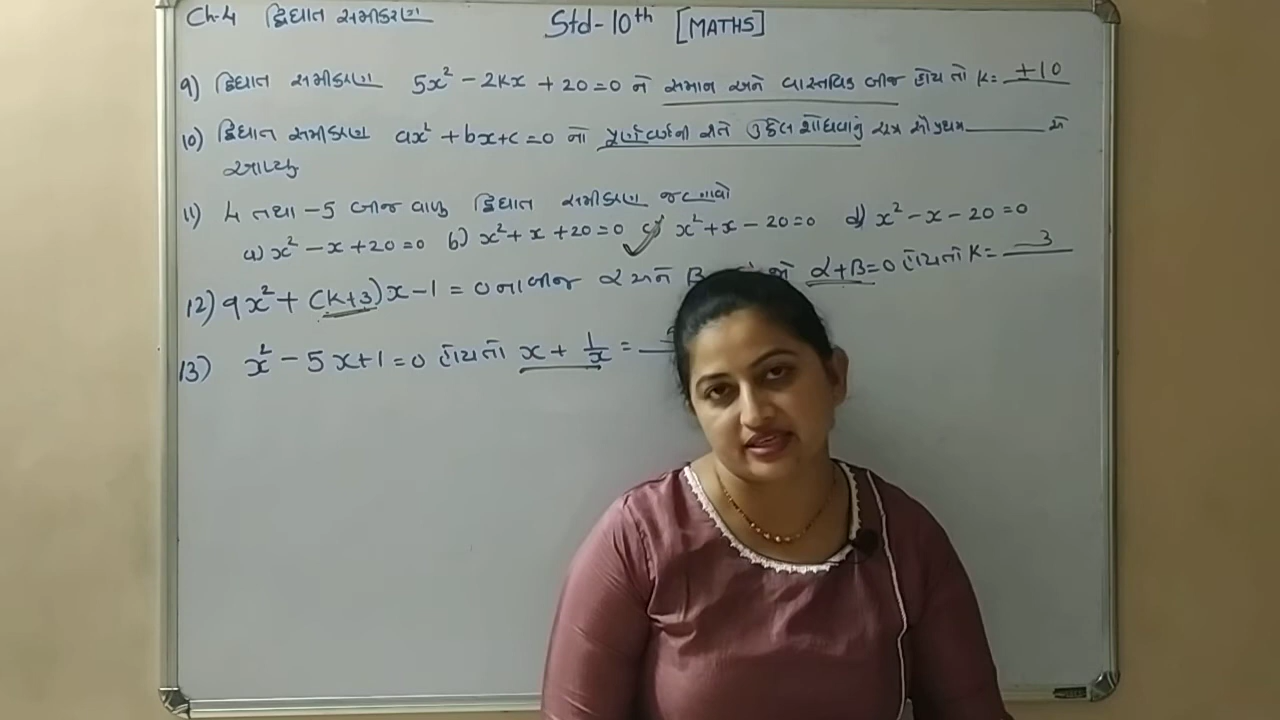 Ch-4 દ્વિઘાત સમીકરણ Std-10th [MATHS]
9) દ્વિઘાત સમીકરણ 5x² - 2kx + 20 = 0 ને સમાન અને વાસ્તવિક બીજ હોય તો k = ±10
10) દ્વિઘાત સમીકરણ ax² + bx + c = 0 નો પૂર્ણવર્ગની રીતે ઉકેલ શોધવાનું સૂત્ર સૌ પ્રથમ ______ એ
આપ્યું
11) 4 તથા -5 બીજ વાળું દ્વિઘાત સમીકરણ જણાવો
a) x² - x + 20 = 0 b) x² + x + 20 = 0 c) x² + x - 20 = 0 d) x² - x - 20 = 0
12) 9x² + (k+3)x - 1 = 0 ના બીજ α અને β જો α+β=0 હોય તો k = -3
13) x² - 5x + 1 = 0 હોય તો x + 1/x =